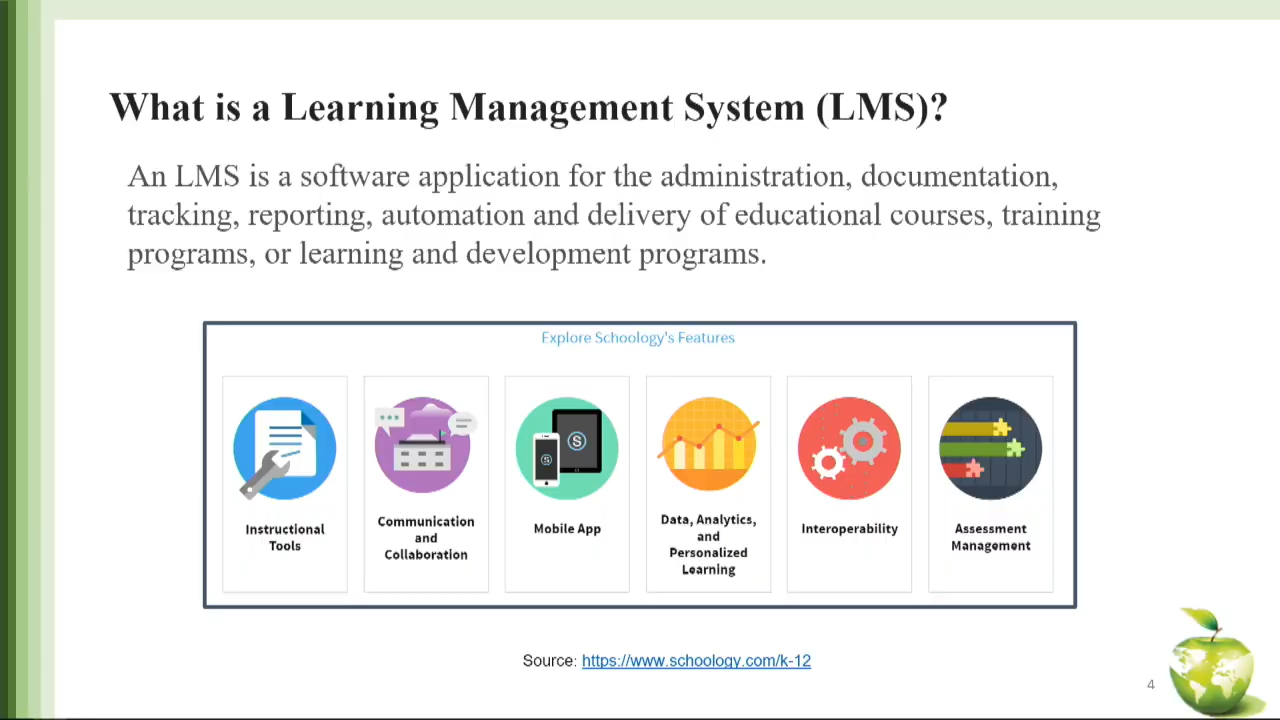 What is a Learning Management System (LMS)?
An LMS is a software application for the administration, documentation,
tracking, reporting, automation and delivery of educational courses, training
programs, or learning and development programs.
Explore Schoology's Features
Instructional
Tools
Communication
and
Collaboration
Mobile App
Data, Analytics,
and
Personalized
Learning
Interoperability
Assessment
Management
S
S
Source: https://www.schoology.com/k-12
4